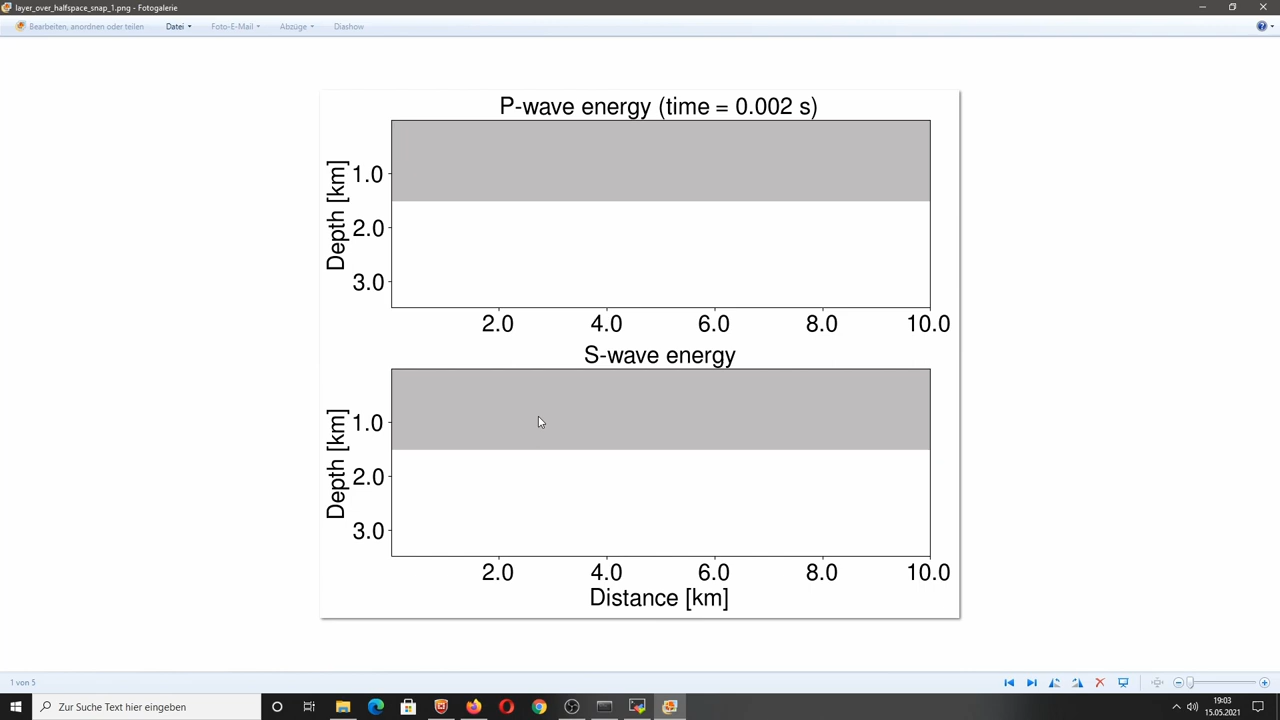 layer_over_halfspace_snap_1.png - Fotogalerie
Bearbeiten, anordnen oder teilen Datei Foto-E-Mail Abzüge Diashow
P-wave energy (time = 0.002 s)
Depth [km]
1.0
2.0
3.0
2.0 4.0 6.0 8.0 10.0
S-wave energy
Depth [km]
1.0
2.0
3.0
2.0 4.0 6.0 8.0 10.0
Distance [km]
1 von 5
Zur Suche Text hier eingeben
19:03
15.05.2021